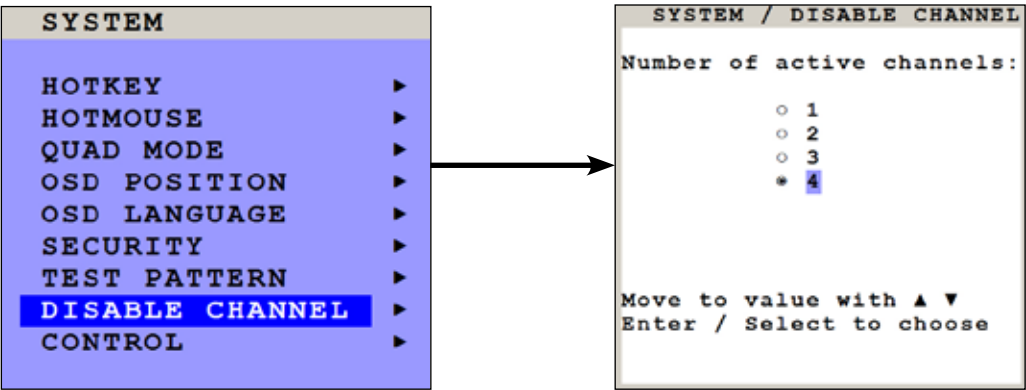 SYSTEM
HOTKEY ►
HOTMOUSE ►
QUAD MODE ►
OSD POSITION ►
OSD LANGUAGE ►
SECURITY ►
TEST PATTERN ►
DISABLE CHANNEL ►
CONTROL ►
SYSTEM / DISABLE CHANNEL
Number of active channels:
1
2
3
4
Move to value with ▲ ▼
Enter / Select to choose